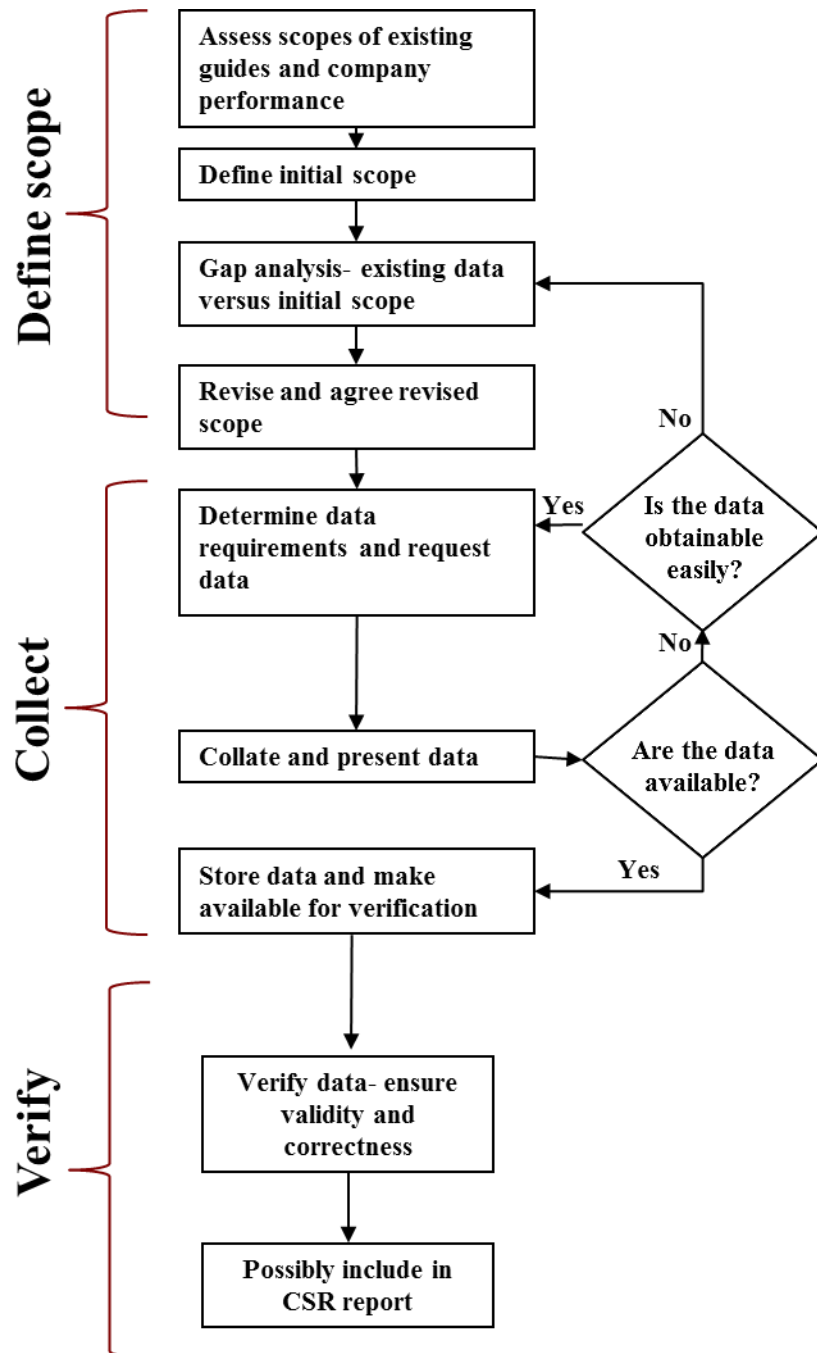 Define scope
Assess scopes of existing
guides and company
performance
Define initial scope
Gap analysis- existing data
versus initial scope
Revise and agree revised
scope
No
Collect
Determine data
requirements and request
data
Yes
Is the data
obtainable
easily?
No
Collate and present data
Are the data
available?
Store data and make
available for verification
Yes
Verify
Verify data- ensure
validity and
correctness
Possibly include in
CSR report